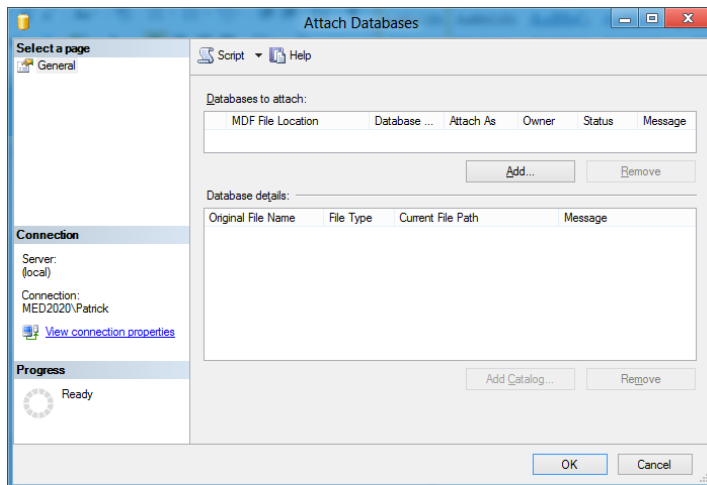 Attach Databases
Select a page
General
Script Help
Databases to attach:
MDF File Location Database ... Attach As Owner Status Message
Add... Remove
Database details:
Original File Name File Type Current File Path Message
Connection
Server:
(local)
Connection:
MED2020\Patrick
View connection properties
Progress
Ready
Add Catalog... Remove
OK Cancel